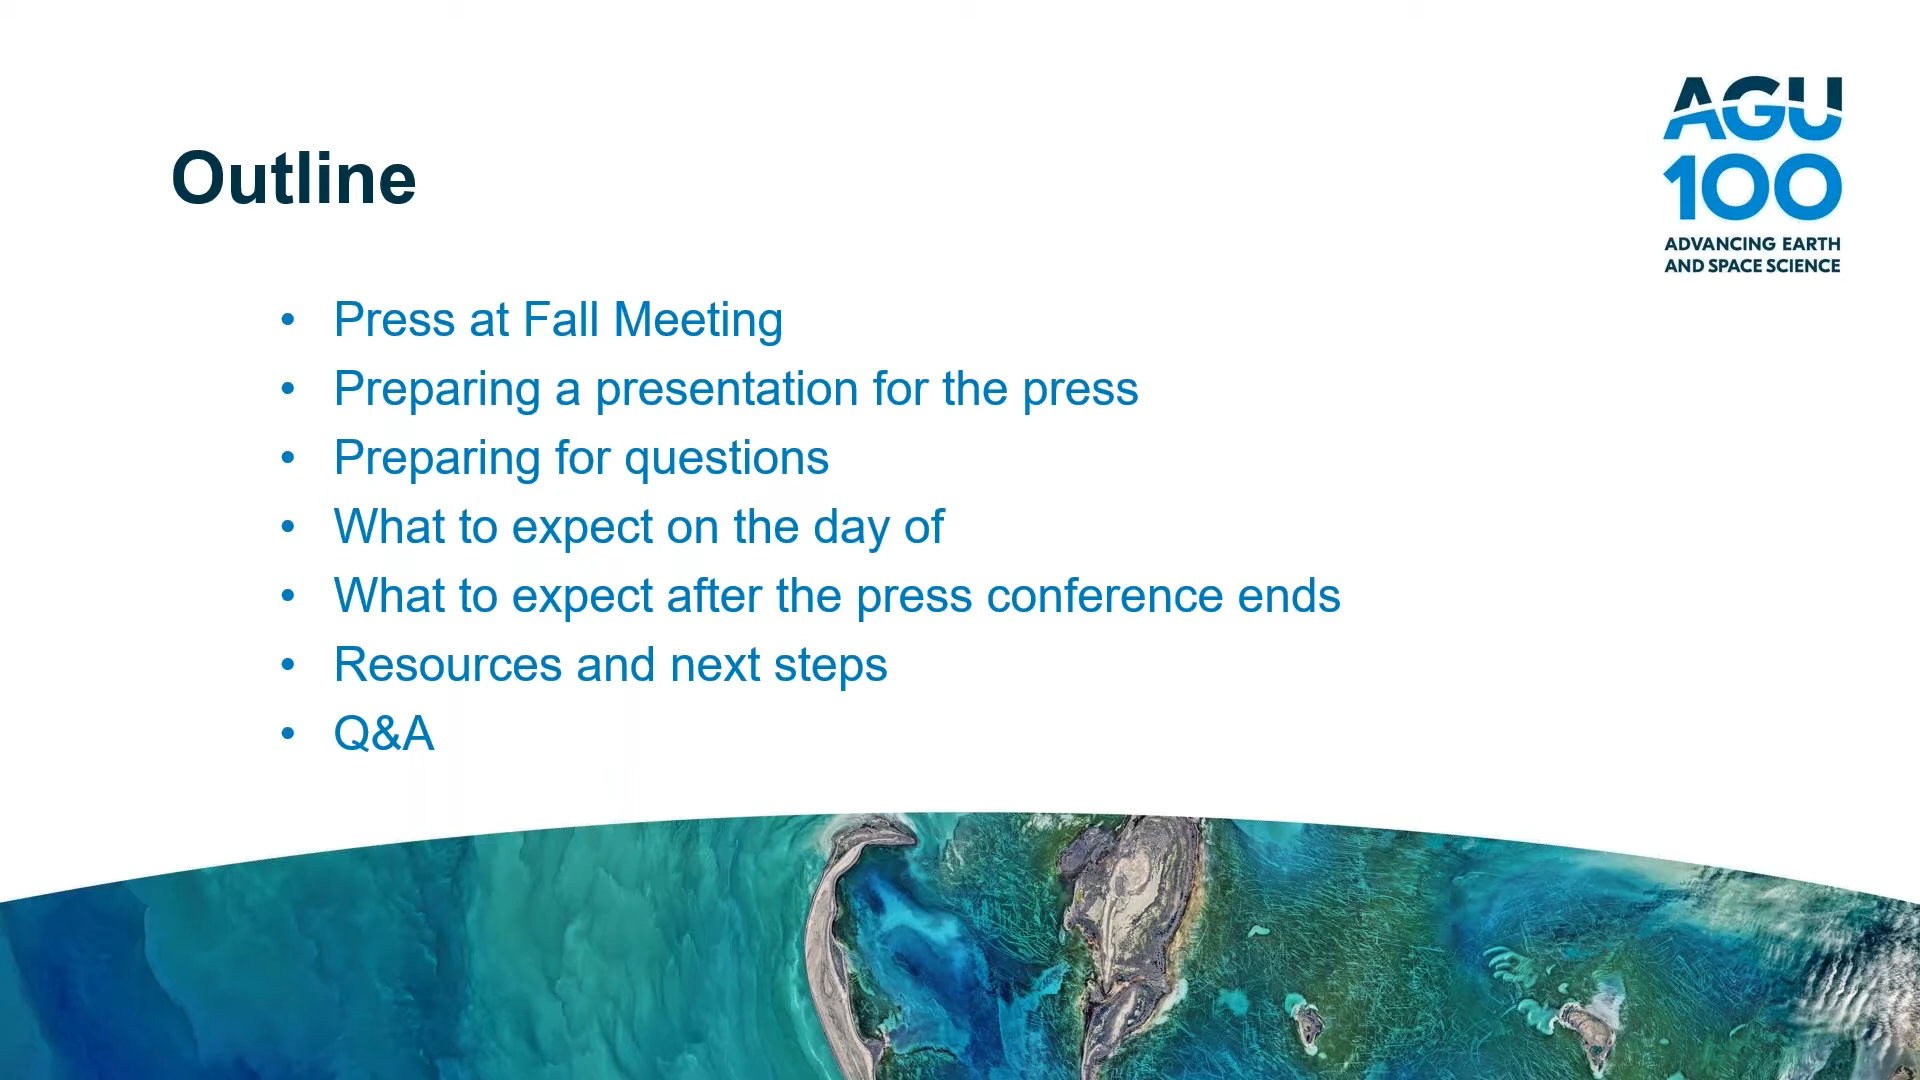 AGU
100
ADVANCING EARTH
AND SPACE SCIENCE
Outline
• Press at Fall Meeting
• Preparing a presentation for the press
• Preparing for questions
• What to expect on the day of
• What to expect after the press conference ends
• Resources and next steps
• Q&A